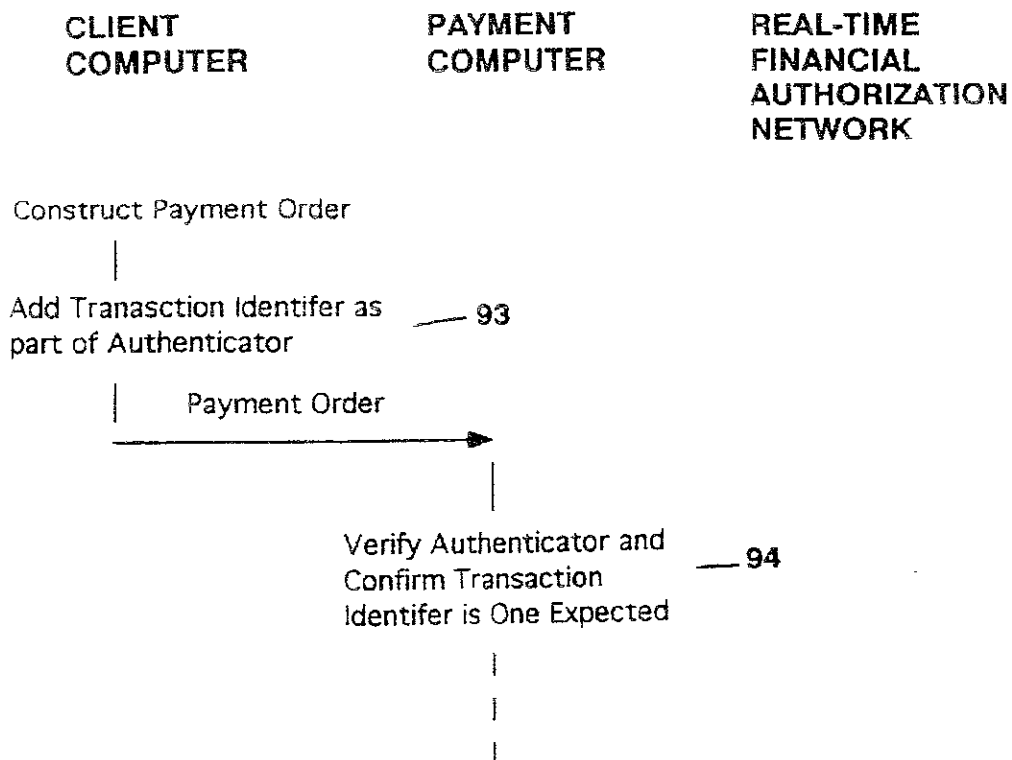 CLIENT
COMPUTER
PAYMENT
COMPUTER
REAL-TIME
FINANCIAL
AUTHORIZATION
NETWORK
Construct Payment Order
Add Tranasction Identifer as
part of Authenticator
93
Payment Order
Verify Authenticator and
Confirm Transaction
Identifer is One Expected
94